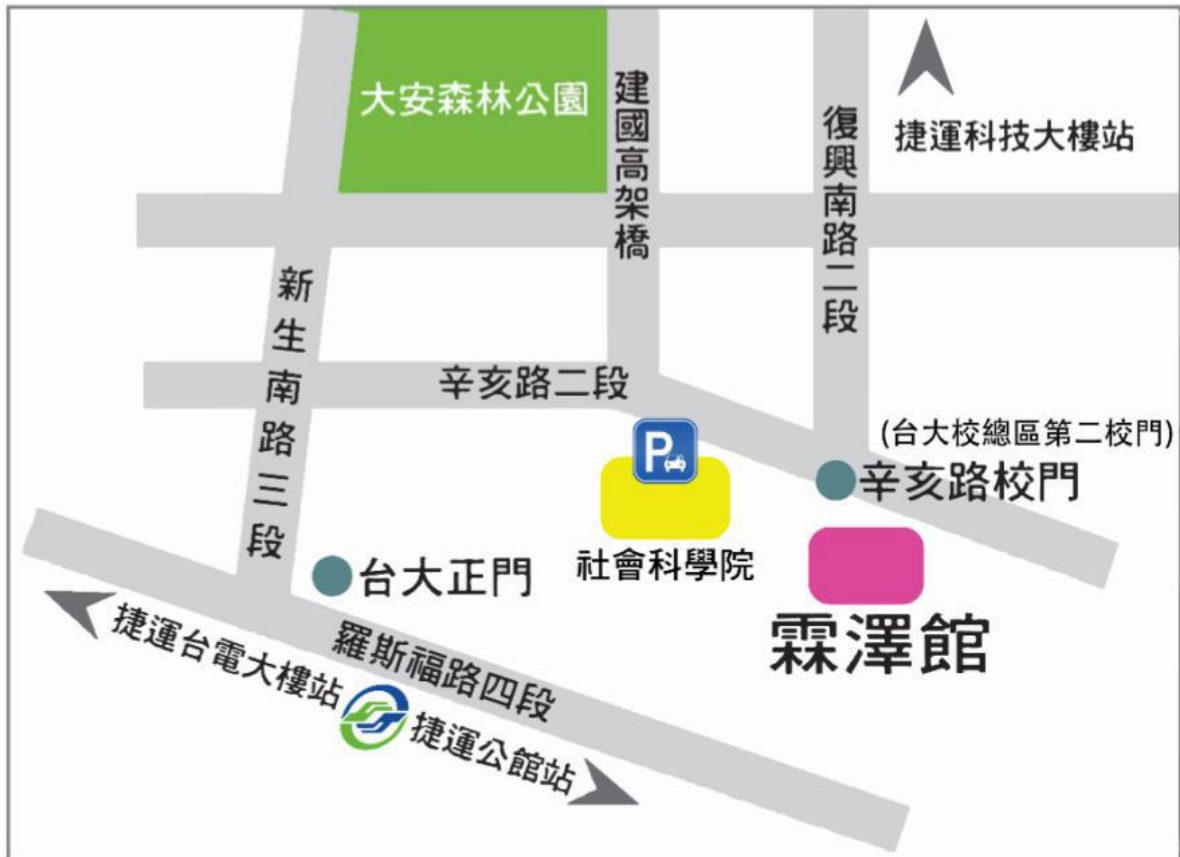 大安森林公園
建國高架橋
復興南路二段
捷運科技大樓站
新生南路三段
辛亥路二段
(台大校總區第二校門)
辛亥路校門
P
社會科學院
台大正門
霖澤館
羅斯福路四段
捷運台電大樓站
捷運公館站